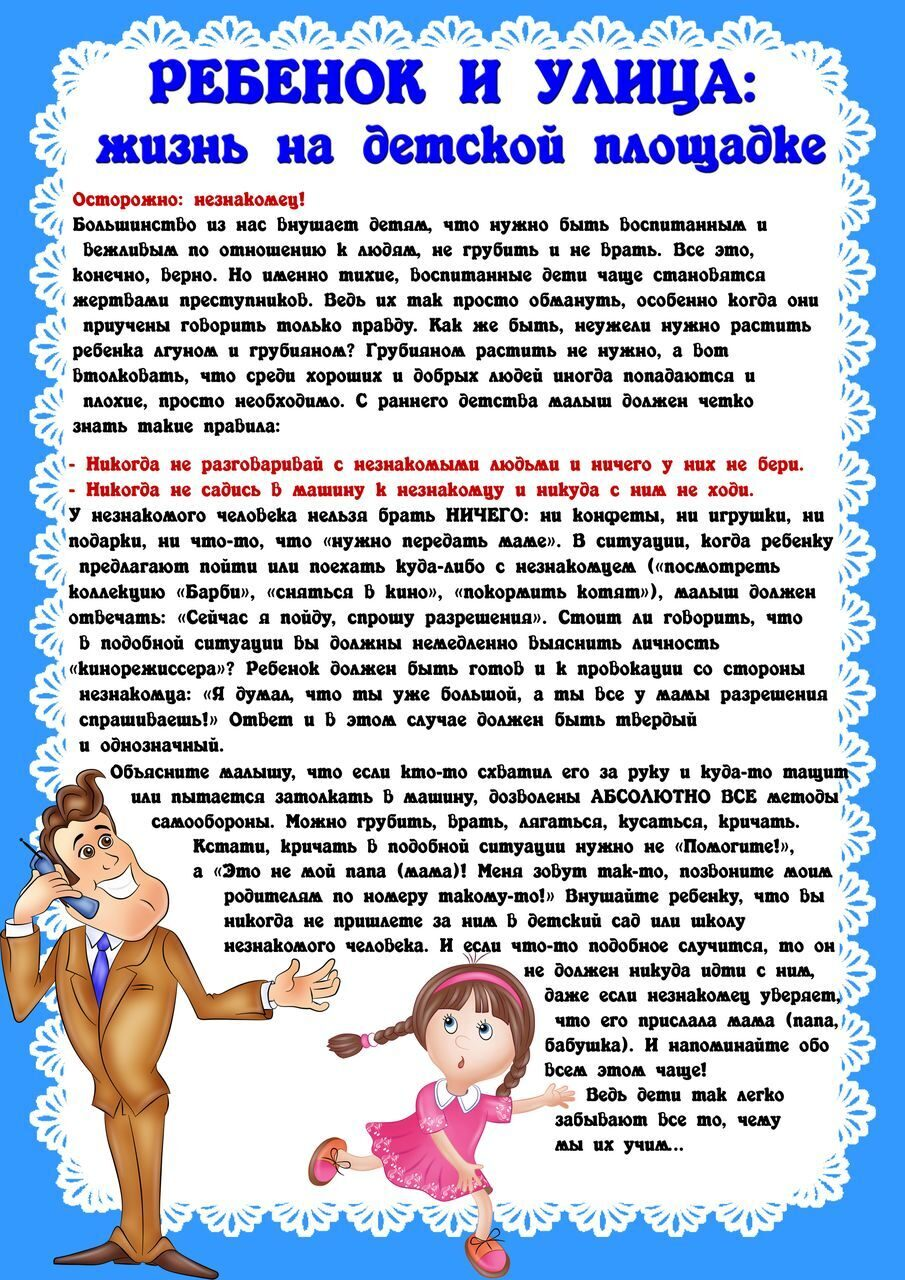 РЕБЕНОК И УЛИЦА:
жизнь на детской площадке
Осторожно: незнакомец!
Большинство из нас внушает детям, что нужно быть воспитанным и
вежливым по отношению к людям, не грубить и не врать. Все это,
конечно, верно. Но именно тихие, воспитанные дети чаще становятся
жертвами преступников. Ведь их так просто обмануть, особенно когда они
приучены говорить только правду. Как же быть, неужели нужно растить
ребенка лгуном и грубияном? Грубияном растить не нужно, а вот
втолковать, что среди хороших и добрых людей иногда попадаются и
плохие, просто необходимо. С раннего детства малыш должен четко
знать такие правила:
- Никогда не разговаривай с незнакомыми людьми и ничего у них не бери.
- Никогда не садись в машину к незнакомцу и никуда с ним не ходи.
У незнакомого человека нельзя брать НИЧЕГО: ни конфеты, ни игрушки, ни
подарки, ни что-то, что «нужно передать маме». В ситуации, когда ребенку
предлагают пойти или поехать куда-либо с незнакомцем («посмотреть
коллекцию «Барби», «сняться в кино», «покормить котят»), малыш должен
отвечать: «Сейчас я пойду, спрошу разрешения». Стоит ли говорить, что
в подобной ситуации вы должны немедленно выяснить личность
«кинорежиссера»? Ребенок должен быть готов и к провокации со стороны
незнакомца: «Я думал, что ты уже большой, а ты все у мамы разрешения
спрашиваешь!» Ответ и в этом случае должен быть твердый
и однозначный.
Объясните малышу, что если кто-то схватил его за руку и куда-то тащит
или пытается затолкать в машину, дозволены АБСОЛЮТНО ВСЕ методы
самообороны. Можно грубить, врать, лягаться, кусаться, кричать.
Кстати, кричать в подобной ситуации нужно не «Помогите!»,
а «Это не мой папа (мама)! Меня зовут так-то, позвоните моим
родителям по номеру такому-то!» Внушайте ребенку, что вы
никогда не пришлете за ним в детский сад или школу
незнакомого человека. И если что-то подобное случится, то он
не должен никуда идти с ним,
даже если незнакомец уверяет,
что его прислала мама (папа,
бабушка). И напоминайте обо
всем этом чаще!
Ведь дети так легко
забывают все то, чему
мы их учим...